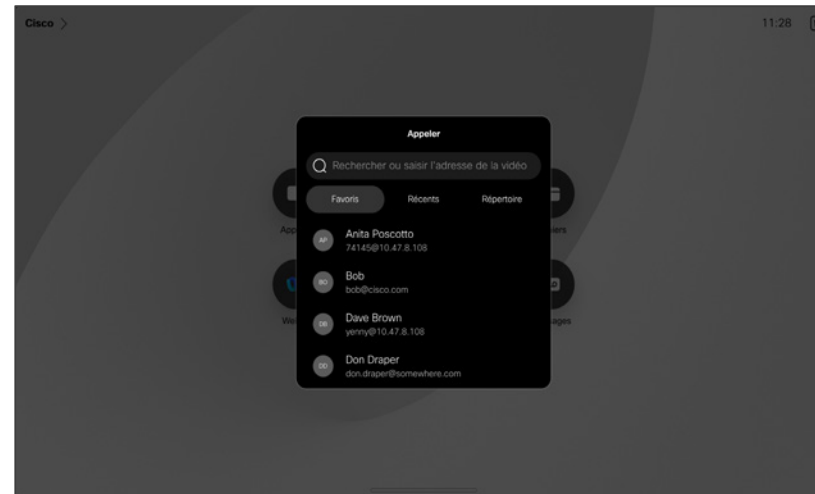 Cisco
11:28
Appeler
Rechercher ou saisir l'adresse de la vidéo
Favoris
Récents
Répertoire
AP
Anita Poscotto
74145@10.47.8.108
BO
Bob
bob@cisco.com
DB
Dave Brown
yenny@10.47.8.108
DD
Don Draper
don.draper@somewhere.com